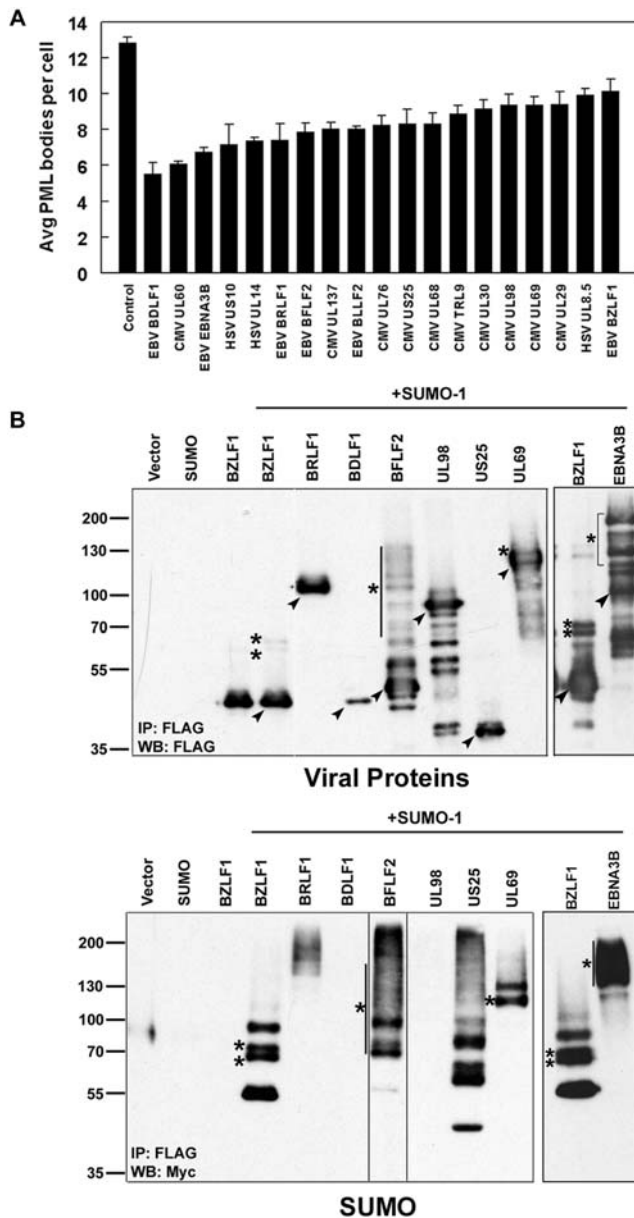 A
Avg PML bodies per cell
14
12
10
8
6
4
2
0
Control
EBV BDLF1
CMV UL60
EBV EBNA3B
HSV US10
HSV UL14
EBV BRLF1
EBV BFLF2
CMV UL137
EBV BLLF2
CMV UL76
CMV US25
CMV UL68
CMV TRL9
CMV UL30
CMV UL98
CMV UL69
CMV UL29
HSV UL8.5
EBV BZLF1
B
+SUMO-1
Vector
SUMO
BZLF1
BZLF1
BRLF1
BDLF1
BFLF2
UL98
US25
UL69
BZLF1
EBNA3B
200
130
100
70
55
35
*
*
*
*
*
*
*
IP: FLAG
WB: FLAG
Viral Proteins
+SUMO-1
Vector
SUMO
BZLF1
BZLF1
BRLF1
BDLF1
BFLF2
UL98
US25
UL69
BZLF1
EBNA3B
200
130
100
70
55
35
*
*
*
*
*
*
*
IP: FLAG
WB: Myc
SUMO